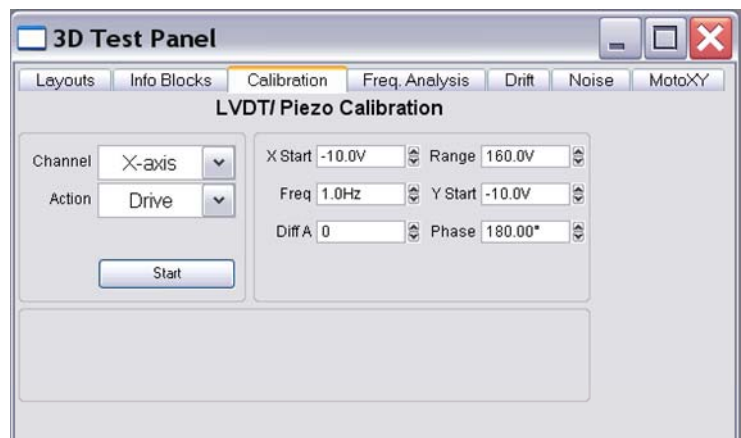 3D Test Panel
Layouts Info Blocks Calibration Freq. Analysis Drift Noise MotoXY
LVDT/ Piezo Calibration
Channel X-axis X Start -10.0V Range 160.0V
Action Drive Freq 1.0Hz Y Start -10.0V
Diff A 0 Phase 180.00°
Start